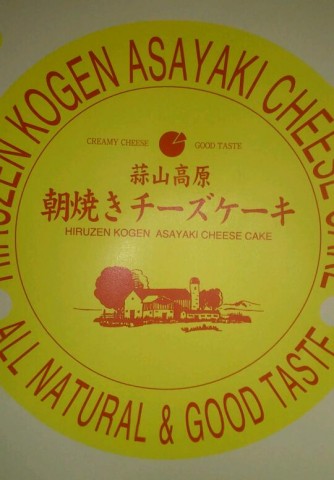 HIRUZEN KOGEN ASAYAKI CHEESE CAKE
CREAMY CHEESE GOOD TASTE
蒜山高原
朝焼きチーズケーキ
HIRUZEN KOGEN ASAYAKI CHEESE CAKE
ALL NATURAL & GOOD TASTE